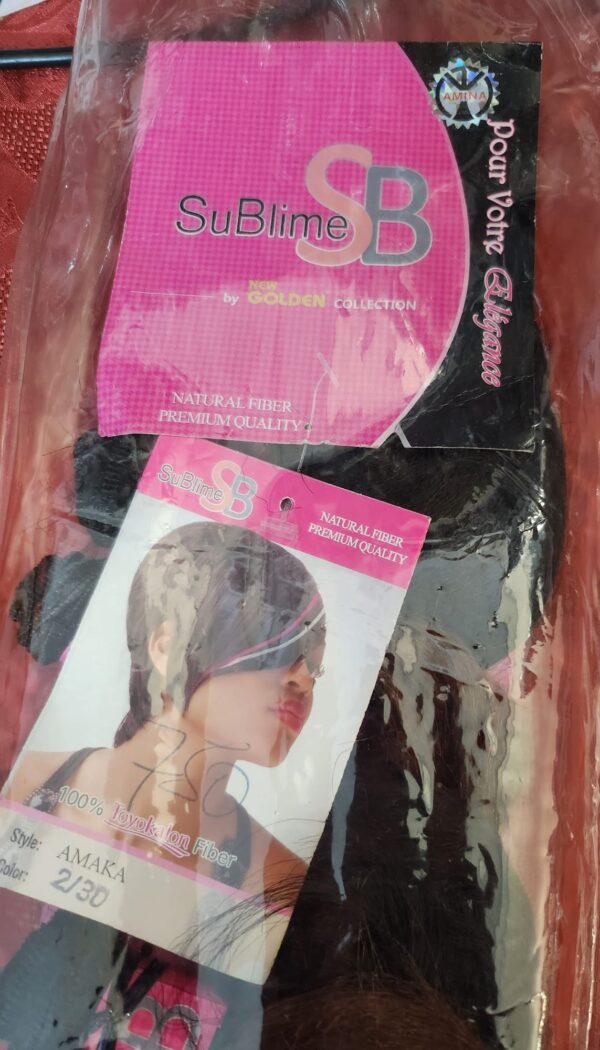 AMINA
Pour Votre Élégance
SuBlime SB
NEW
by GOLDEN COLLECTION
NATURAL FIBER
PREMIUM QUALITY
SuBlime SB
NATURAL FIBER
PREMIUM QUALITY
750
100% Toyokalon Fiber
Style: AMAKA
Color: 2/30
B